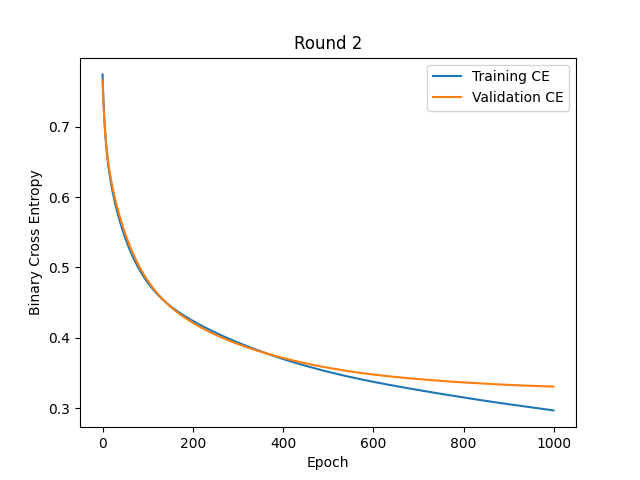 Round 2
Training CE
Validation CE
Binary Cross Entropy
0.7
0.6
0.5
0.4
0.3
0 200 400 600 800 1000
Epoch